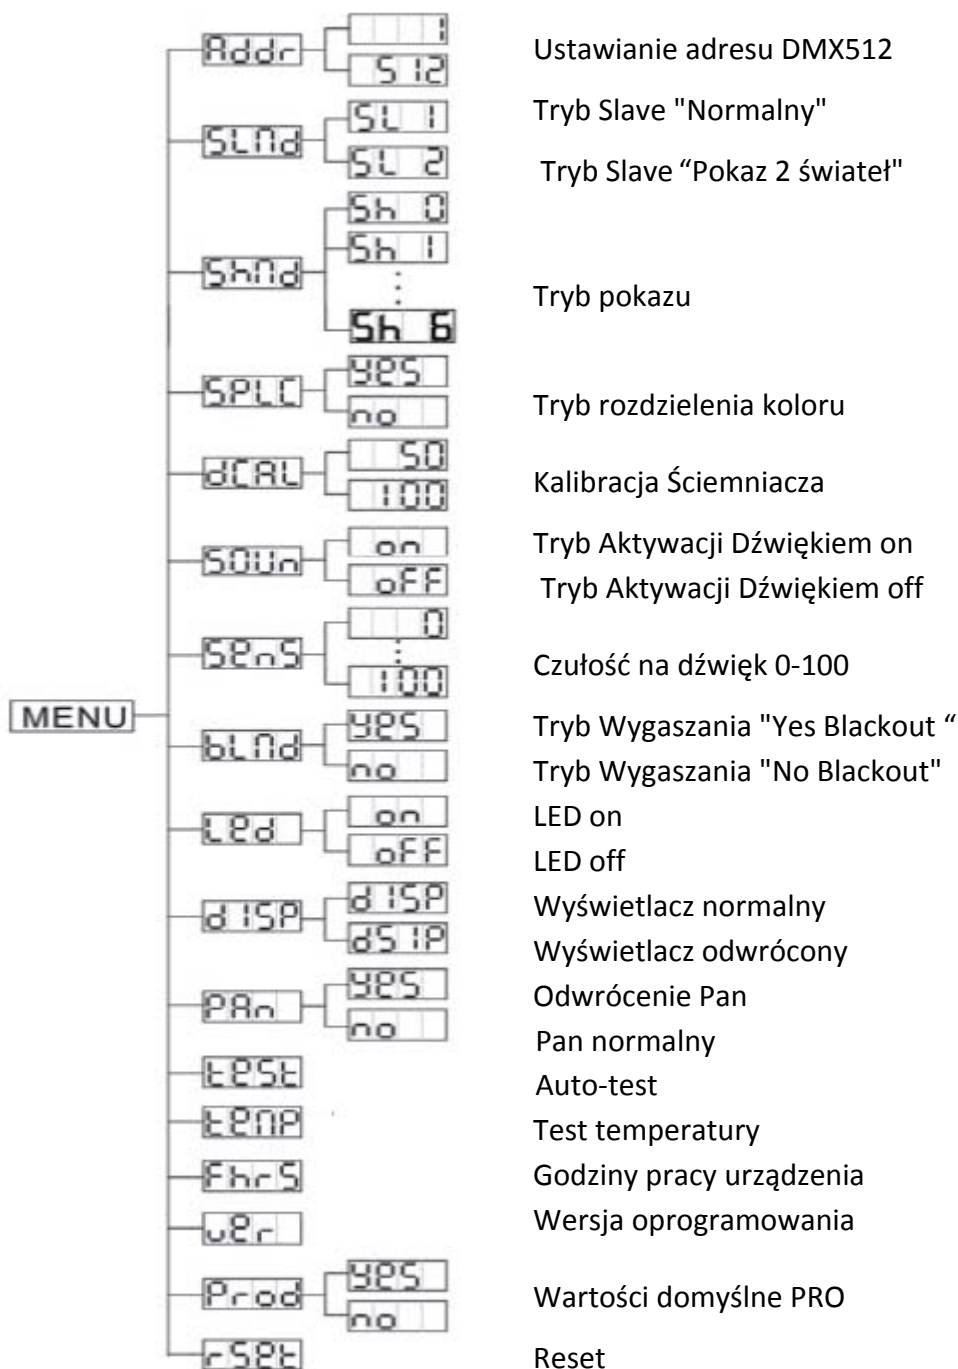 Addr
1
512
Ustawianie adresu DMX512
SLMd
SL 1
Tryb Slave "Normalny"
SL 2
Tryb Slave “Pokaz 2 świateł"
ShMd
Sh 0
Sh 1
Sh 6
Tryb pokazu
SPLC
yes
no
Tryb rozdzielenia koloru
dCAL
50
100
Kalibracja Ściemniacza
SOUn
on
Tryb Aktywacji Dźwiękiem on
oFF
Tryb Aktywacji Dźwiękiem off
SenS
0
100
Czułość na dźwięk 0-100
MENU
bLMd
yes
Tryb Wygaszania "Yes Blackout “
no
Tryb Wygaszania "No Blackout"
Led
on
LED on
oFF
LED off
dISP
dISP
Wyświetlacz normalny
dSIP
Wyświetlacz odwrócony
PAn
yes
Odwrócenie Pan
no
Pan normalny
teSt
Auto-test
teMP
Test temperatury
FhrS
Godziny pracy urządzenia
ver
Wersja oprogramowania
Prod
yes
no
Wartości domyślne PRO
rSet
Reset